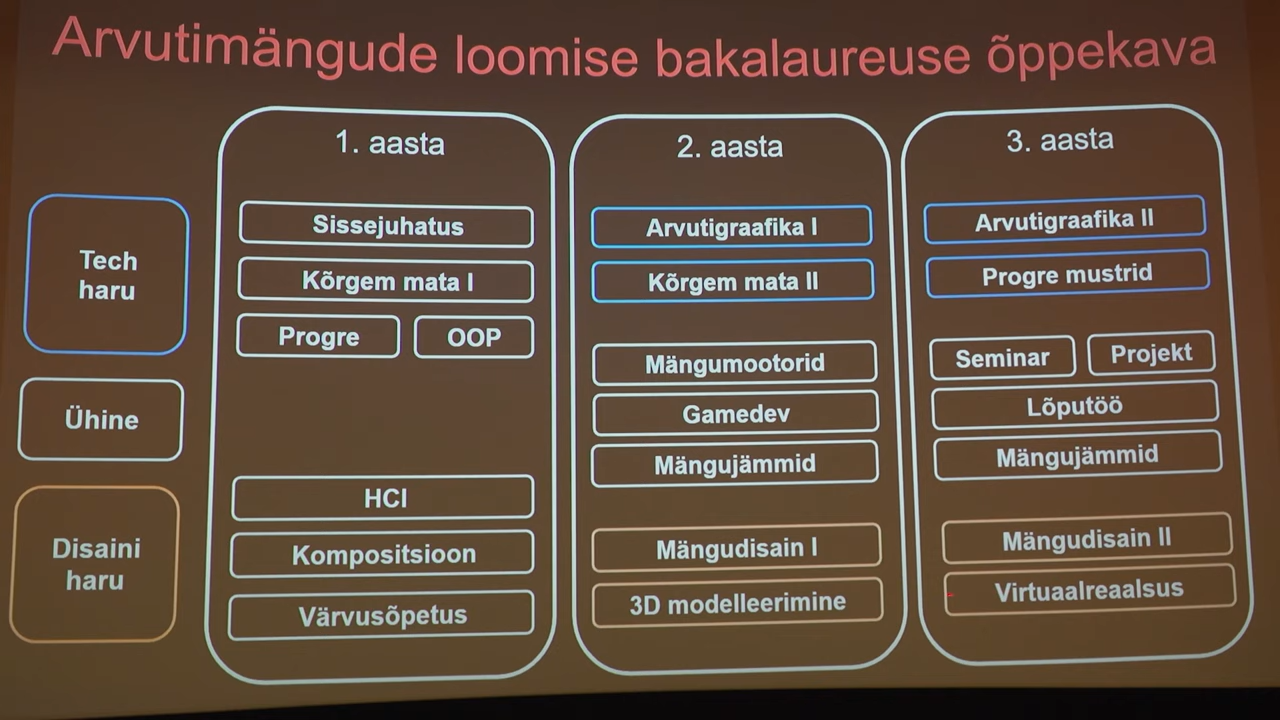 Arvutimängude loomise bakalaureuse õppekava
Tech
haru
Ühine
Disaini
haru
1. aasta
Sissejuhatus
Kõrgem mata I
Progre
OOP
HCI
Kompositsioon
Värvusõpetus
2. aasta
Arvutigraafika I
Kõrgem mata II
Mängumootorid
Gamedev
Mängujämmid
Mängudisain I
3D modelleerimine
3. aasta
Arvutigraafika II
Progre mustrid
Seminar
Projekt
Lõputöö
Mängujämmid
Mängudisain II
Virtuaalreaalsus